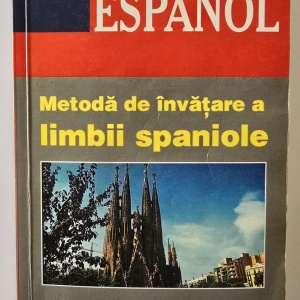 ESPAÑOL
Metodă de învăţare a
limbii spaniole